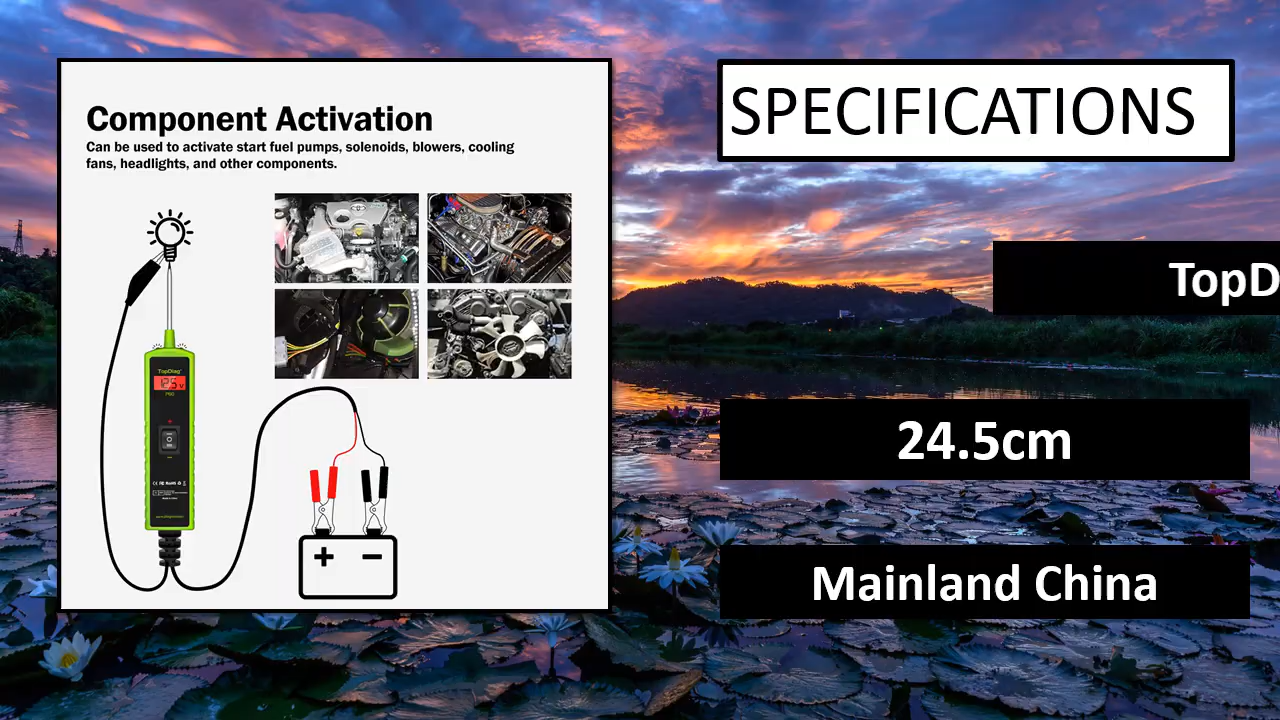 Component Activation
Can be used to activate start fuel pumps, solenoids, blowers, cooling
fans, headlights, and other components.
TopDiag
P60
+
−
SPECIFICATIONS
TopD
24.5cm
Mainland China